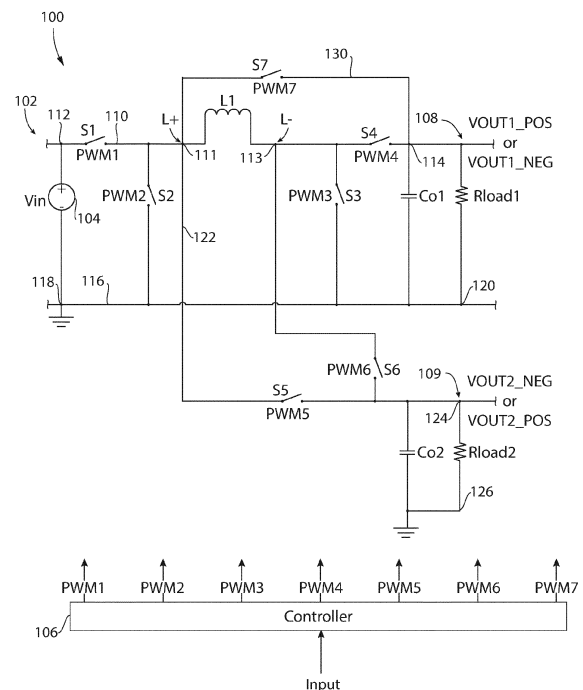 100
S7
130
PWM7
L1
102
112
S1
110
L+
L-
S4
108
VOUT1_POS
or
VOUT1_NEG
PWM1
111
113
PWM4
114
Vin
+
-
104
PWM2
S2
PWM3
S3
Co1
Rload1
122
118
116
120
PWM6
S6
S5
PWM5
109
VOUT2_NEG
or
VOUT2_POS
124
Co2
Rload2
126
PWM1 PWM2 PWM3 PWM4 PWM5 PWM6 PWM7
106
Controller
Input